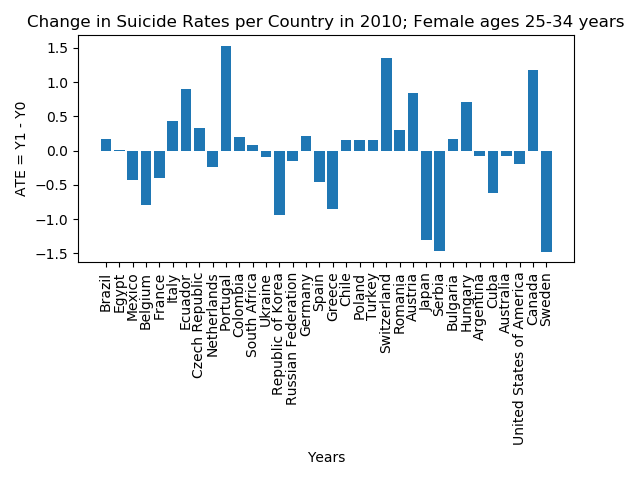 Change in Suicide Rates per Country in 2010; Female ages 25-34 years
ATE = Y1 - Y0
1.5
1.0
0.5
0.0
−0.5
−1.0
−1.5
Brazil
Egypt
Mexico
Belgium
France
Italy
Ecuador
Czech Republic
Netherlands
Portugal
Colombia
South Africa
Ukraine
Republic of Korea
Russian Federation
Germany
Spain
Greece
Chile
Poland
Turkey
Switzerland
Romania
Austria
Japan
Serbia
Bulgaria
Hungary
Argentina
Cuba
Australia
United States of America
Canada
Sweden
Years